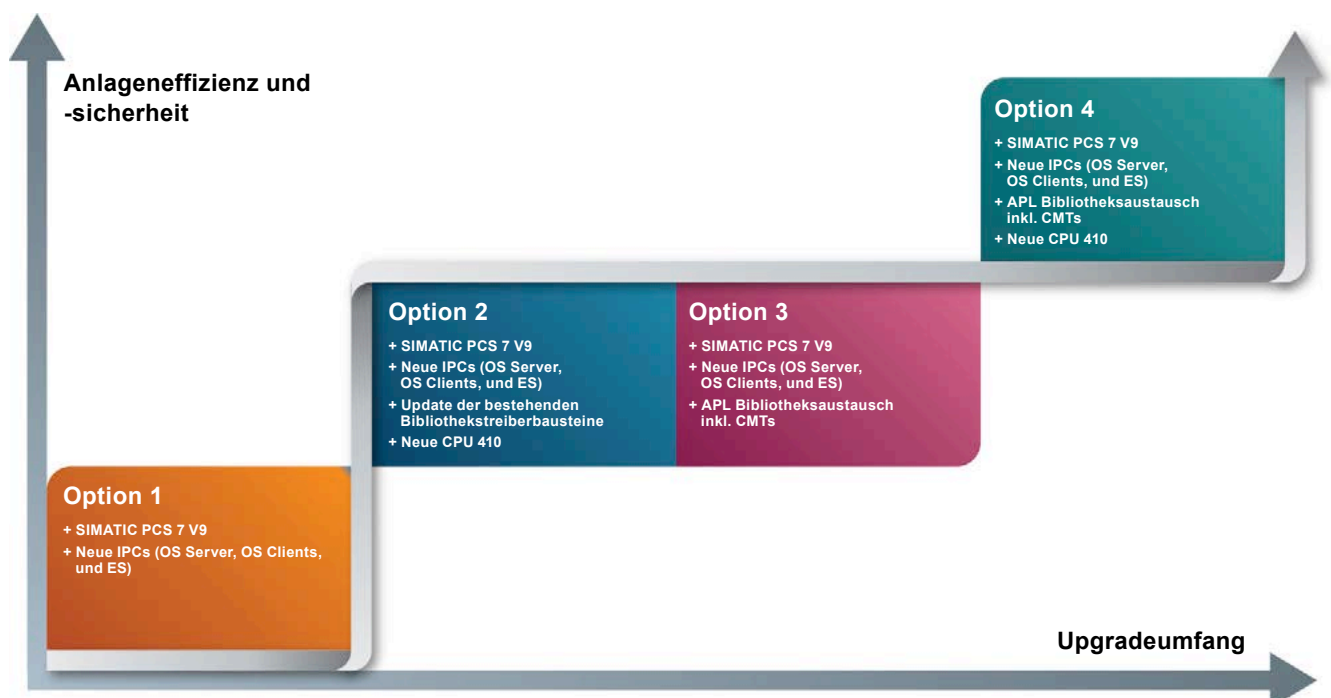 Anlageneffizienz und
-sicherheit
Option 4
+ SIMATIC PCS 7 V9
+ Neue IPCs (OS Server,
OS Clients, und ES)
+ APL Bibliotheksaustausch
inkl. CMTs
+ Neue CPU 410
Option 2
+ SIMATIC PCS 7 V9
+ Neue IPCs (OS Server,
OS Clients, und ES)
+ Update der bestehenden
Bibliothekstreiberbausteine
+ Neue CPU 410
Option 3
+ SIMATIC PCS 7 V9
+ Neue IPCs (OS Server,
OS Clients, und ES)
+ APL Bibliotheksaustausch
inkl. CMTs
Option 1
+ SIMATIC PCS 7 V9
+ Neue IPCs (OS Server, OS Clients,
und ES)
Upgradeumfang